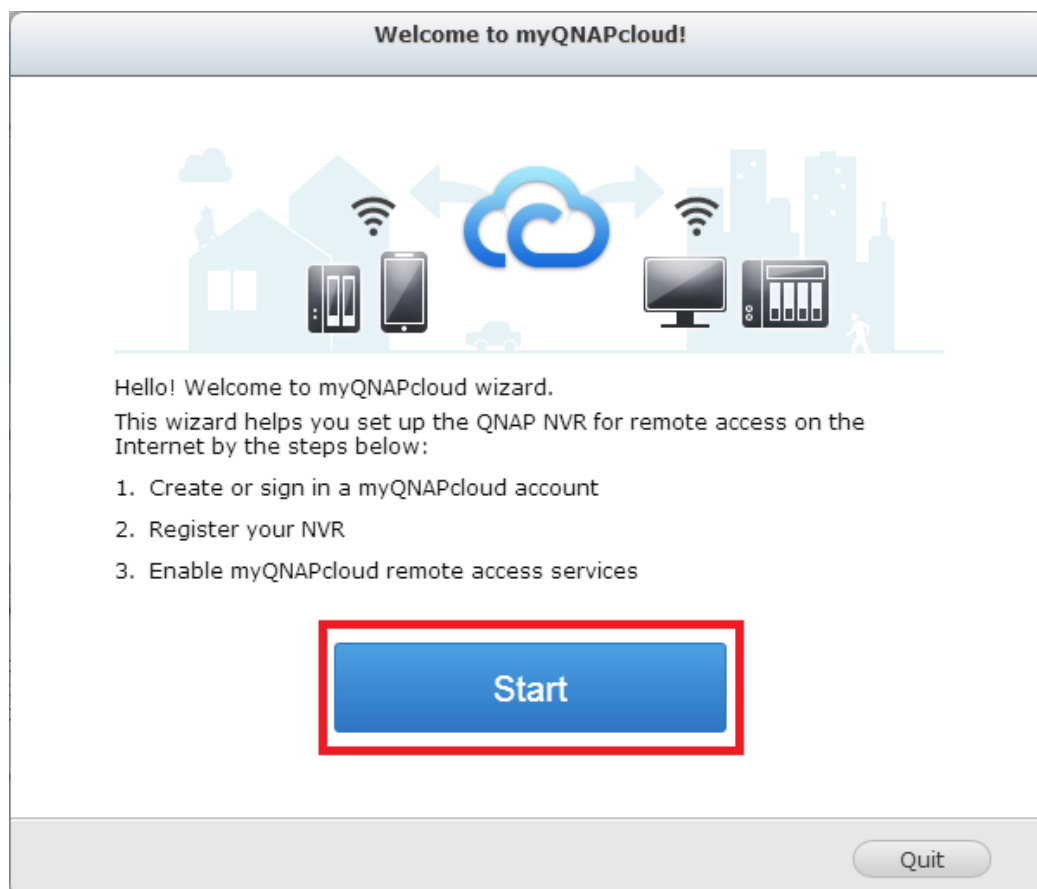 Welcome to myQNAPcloud!
Hello! Welcome to myQNAPcloud wizard.
This wizard helps you set up the QNAP NVR for remote access on the
Internet by the steps below:
1. Create or sign in a myQNAPcloud account
2. Register your NVR
3. Enable myQNAPcloud remote access services
Start
Quit